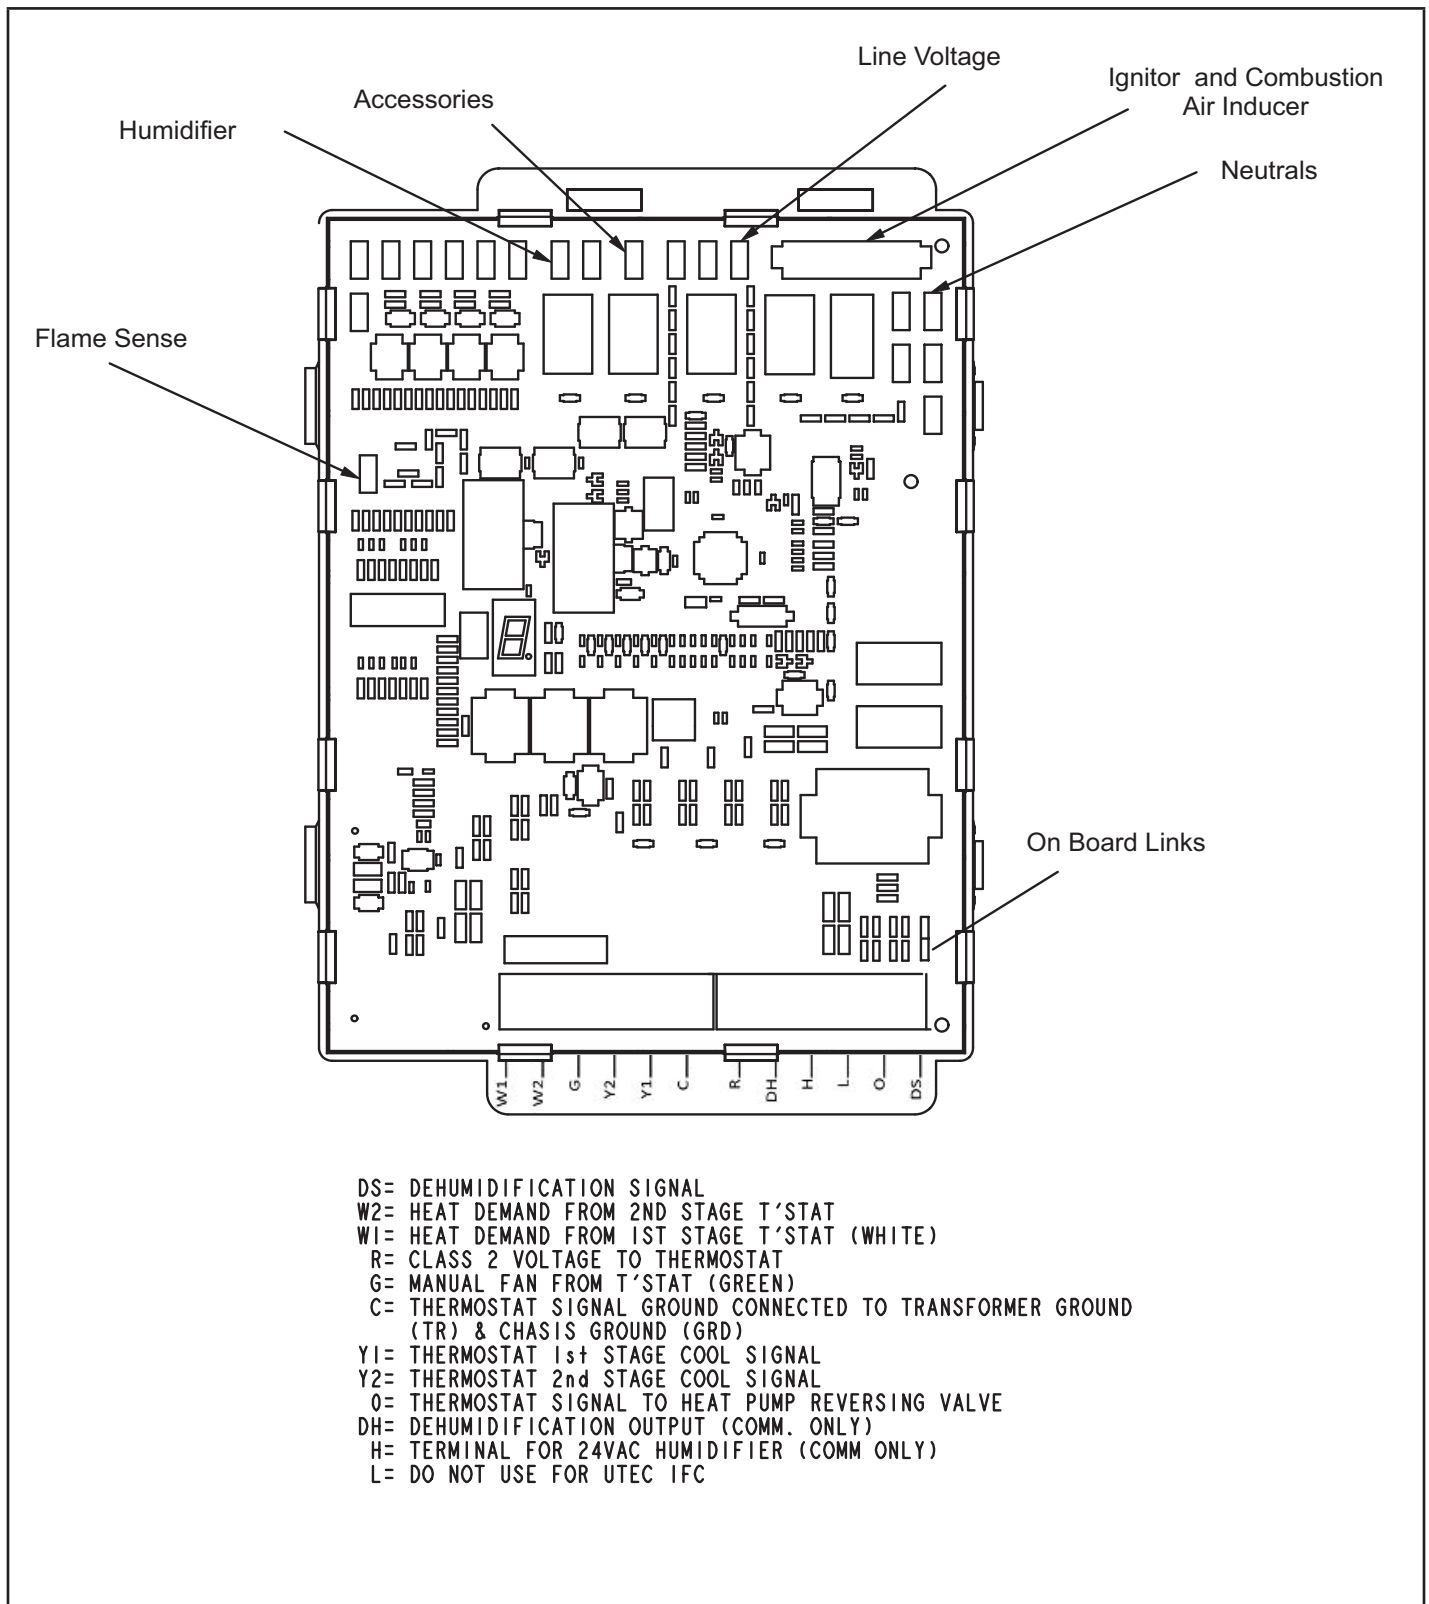 Line Voltage
Ignitor and Combustion
Air Inducer
Accessories
Humidifier
Neutrals
Flame Sense
On Board Links
W1 W2 G Y2 Y1 C R DH H L O DS
DS= DEHUMIDIFICATION SIGNAL
W2= HEAT DEMAND FROM 2ND STAGE T'STAT
W1= HEAT DEMAND FROM 1ST STAGE T'STAT (WHITE)
R= CLASS 2 VOLTAGE TO THERMOSTAT
G= MANUAL FAN FROM T'STAT (GREEN)
C= THERMOSTAT SIGNAL GROUND CONNECTED TO TRANSFORMER GROUND
(TR) & CHASIS GROUND (GRD)
Y1= THERMOSTAT 1st STAGE COOL SIGNAL
Y2= THERMOSTAT 2nd STAGE COOL SIGNAL
O= THERMOSTAT SIGNAL TO HEAT PUMP REVERSING VALVE
DH= DEHUMIDIFICATION OUTPUT (COMM. ONLY)
H= TERMINAL FOR 24VAC HUMIDIFIER (COMM ONLY)
L= DO NOT USE FOR UTEC IFC